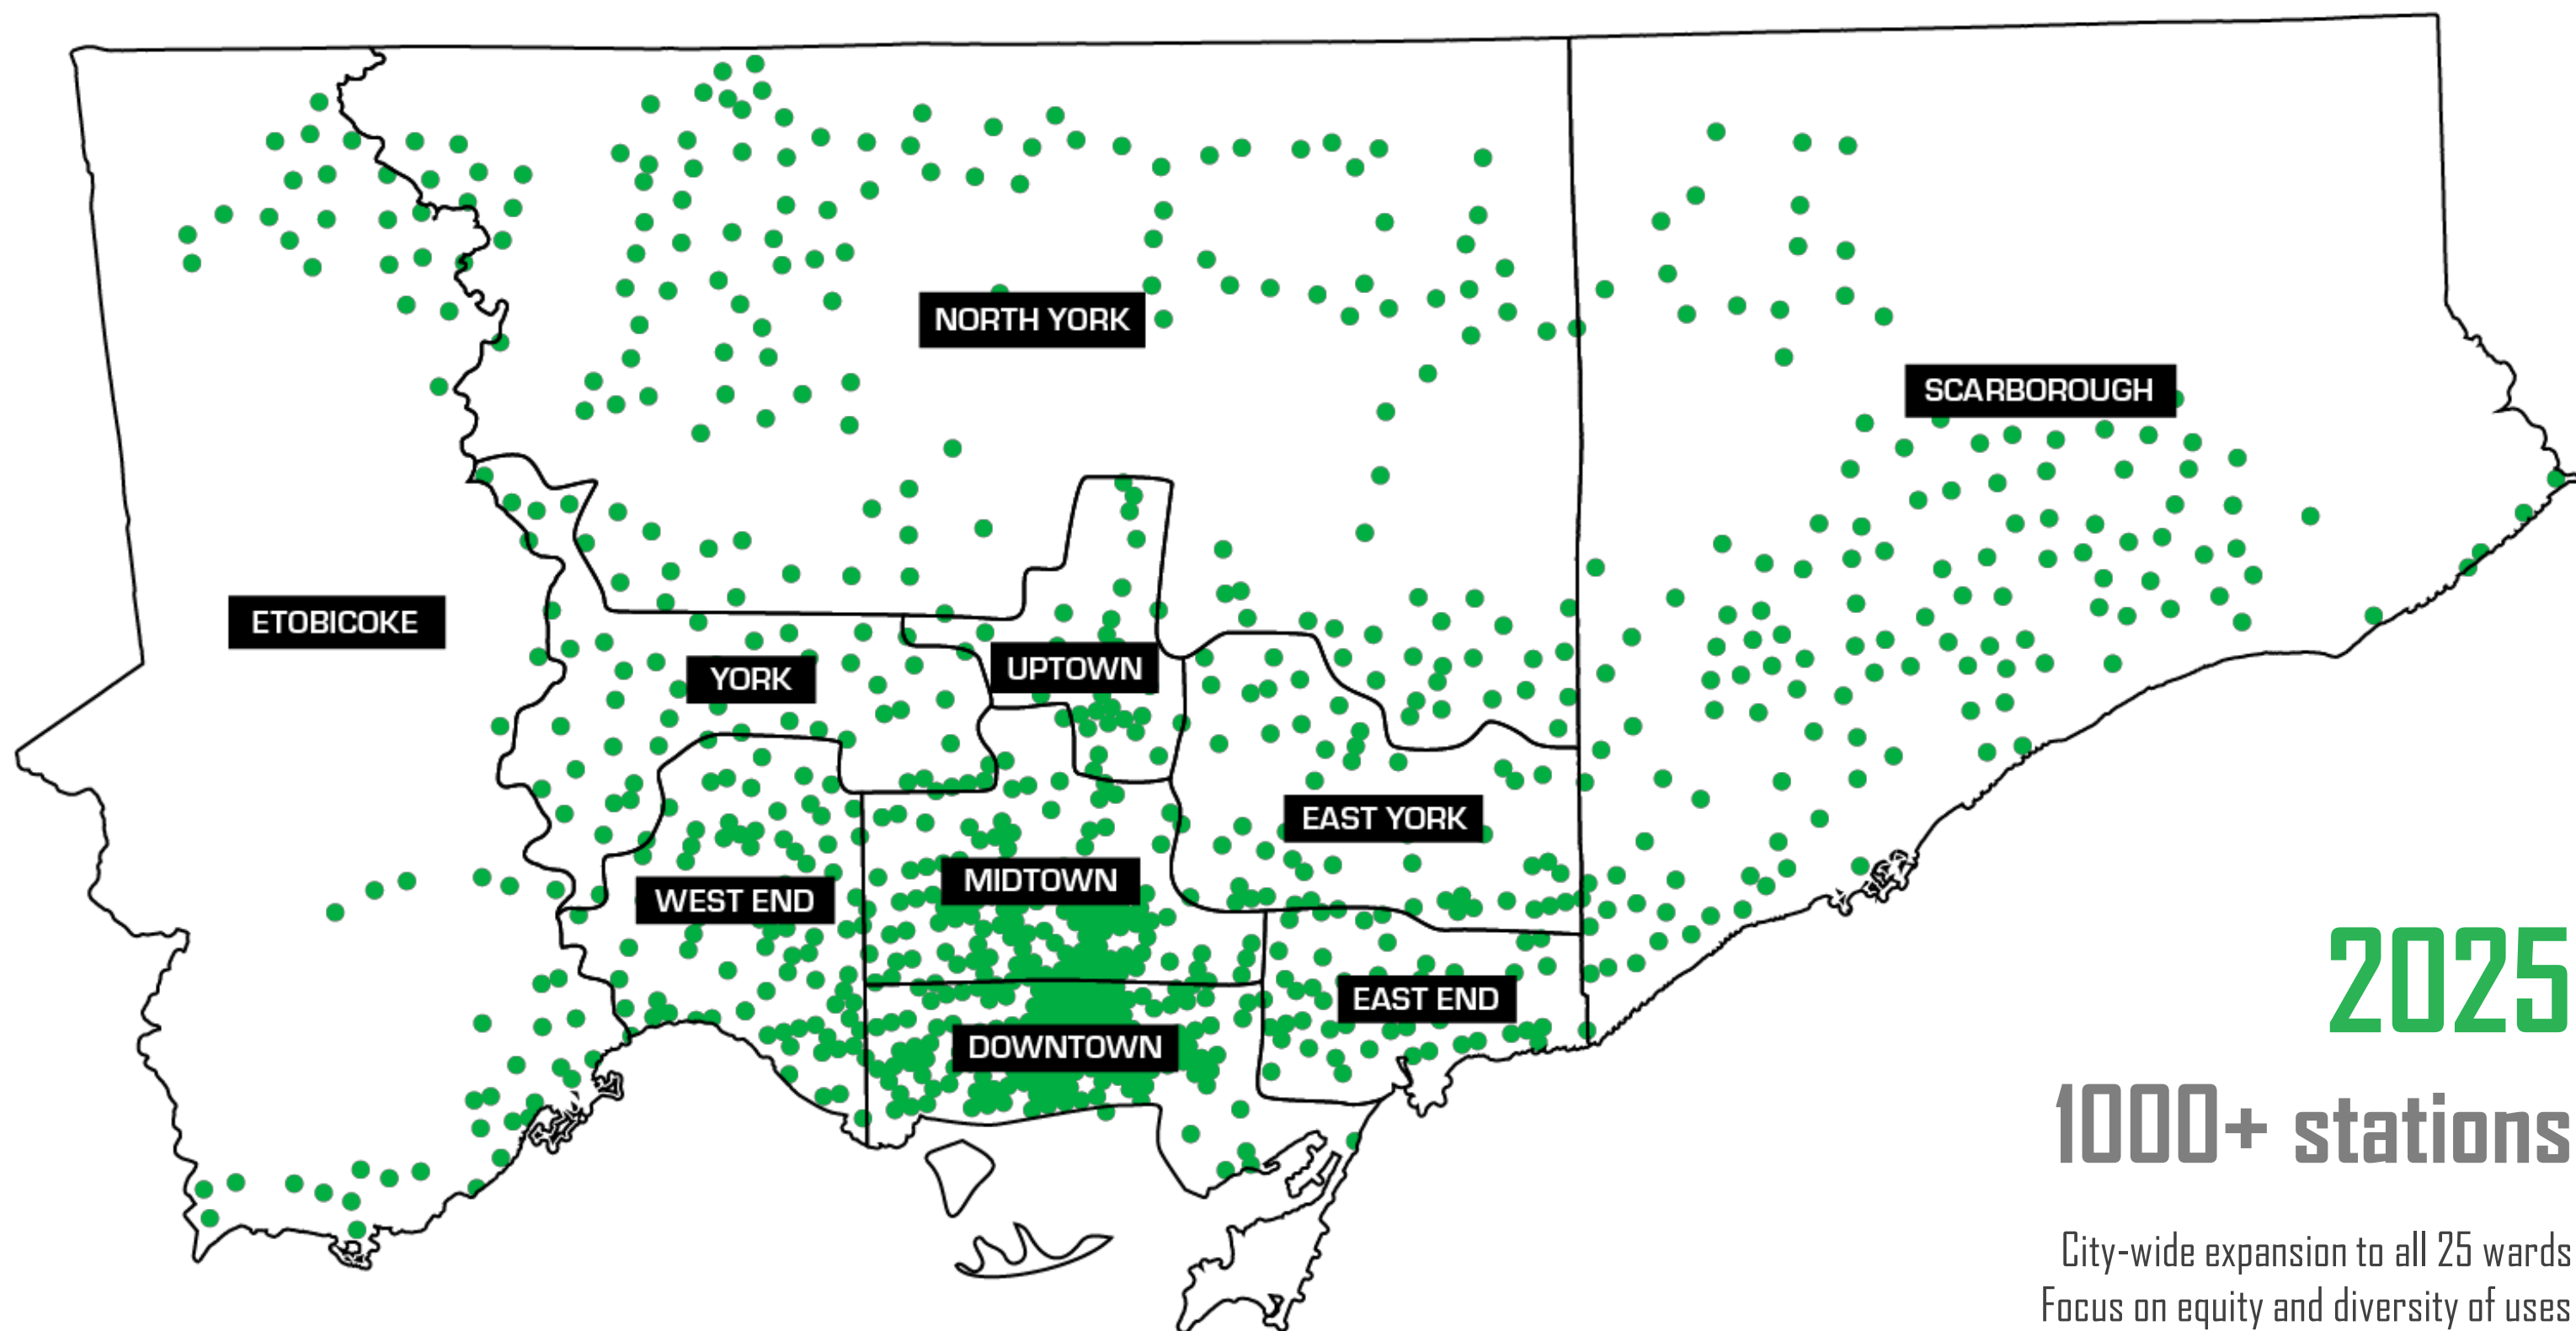 NORTH YORK
SCARBOROUGH
ETOBICOKE
YORK
UPTOWN
EAST YORK
MIDTOWN
WEST END
EAST END
DOWNTOWN
2025
1000+ stations
City-wide expansion to all 25 wards
Focus on equity and diversity of uses